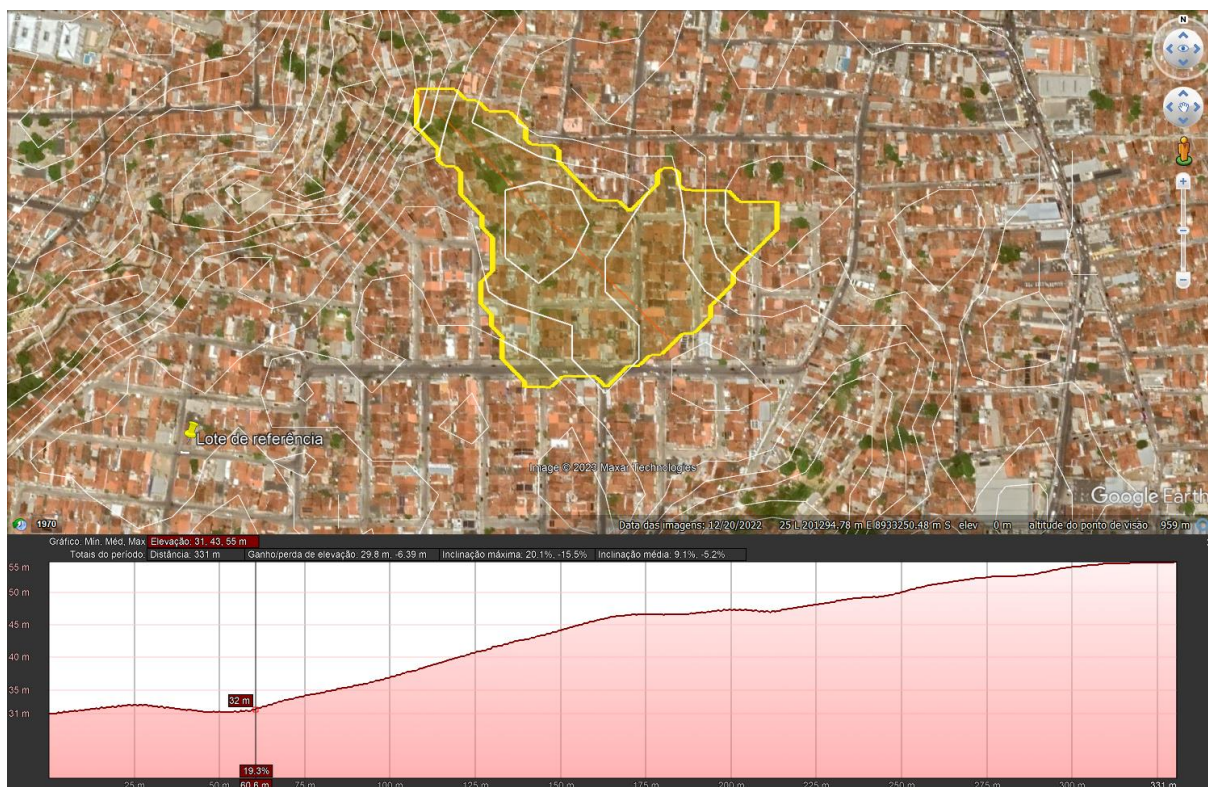 N
Lote de referência
Image © 2023 Maxar Technologies
Google Earth
1970
Data das imagens: 12/20/2022 25 L 201294.78 m E 8933250.48 m S elev 0 m altitude do ponto de visão 959 m
Gráfico: Mín, Méd, Máx Elevação: 31, 43, 55 m
Totais do período: Distância: 331 m Ganho/perda de elevação: 29.8 m, -6.39 m Inclinação máxima: 20.1%, -15.5% Inclinação média: 9.1%, -5.2%
55 m
50 m
45 m
40 m
35 m
32 m
31 m
19.3%
25 m 50 m 60.6 m 75 m 100 m 125 m 150 m 175 m 200 m 225 m 250 m 275 m 300 m 331 m